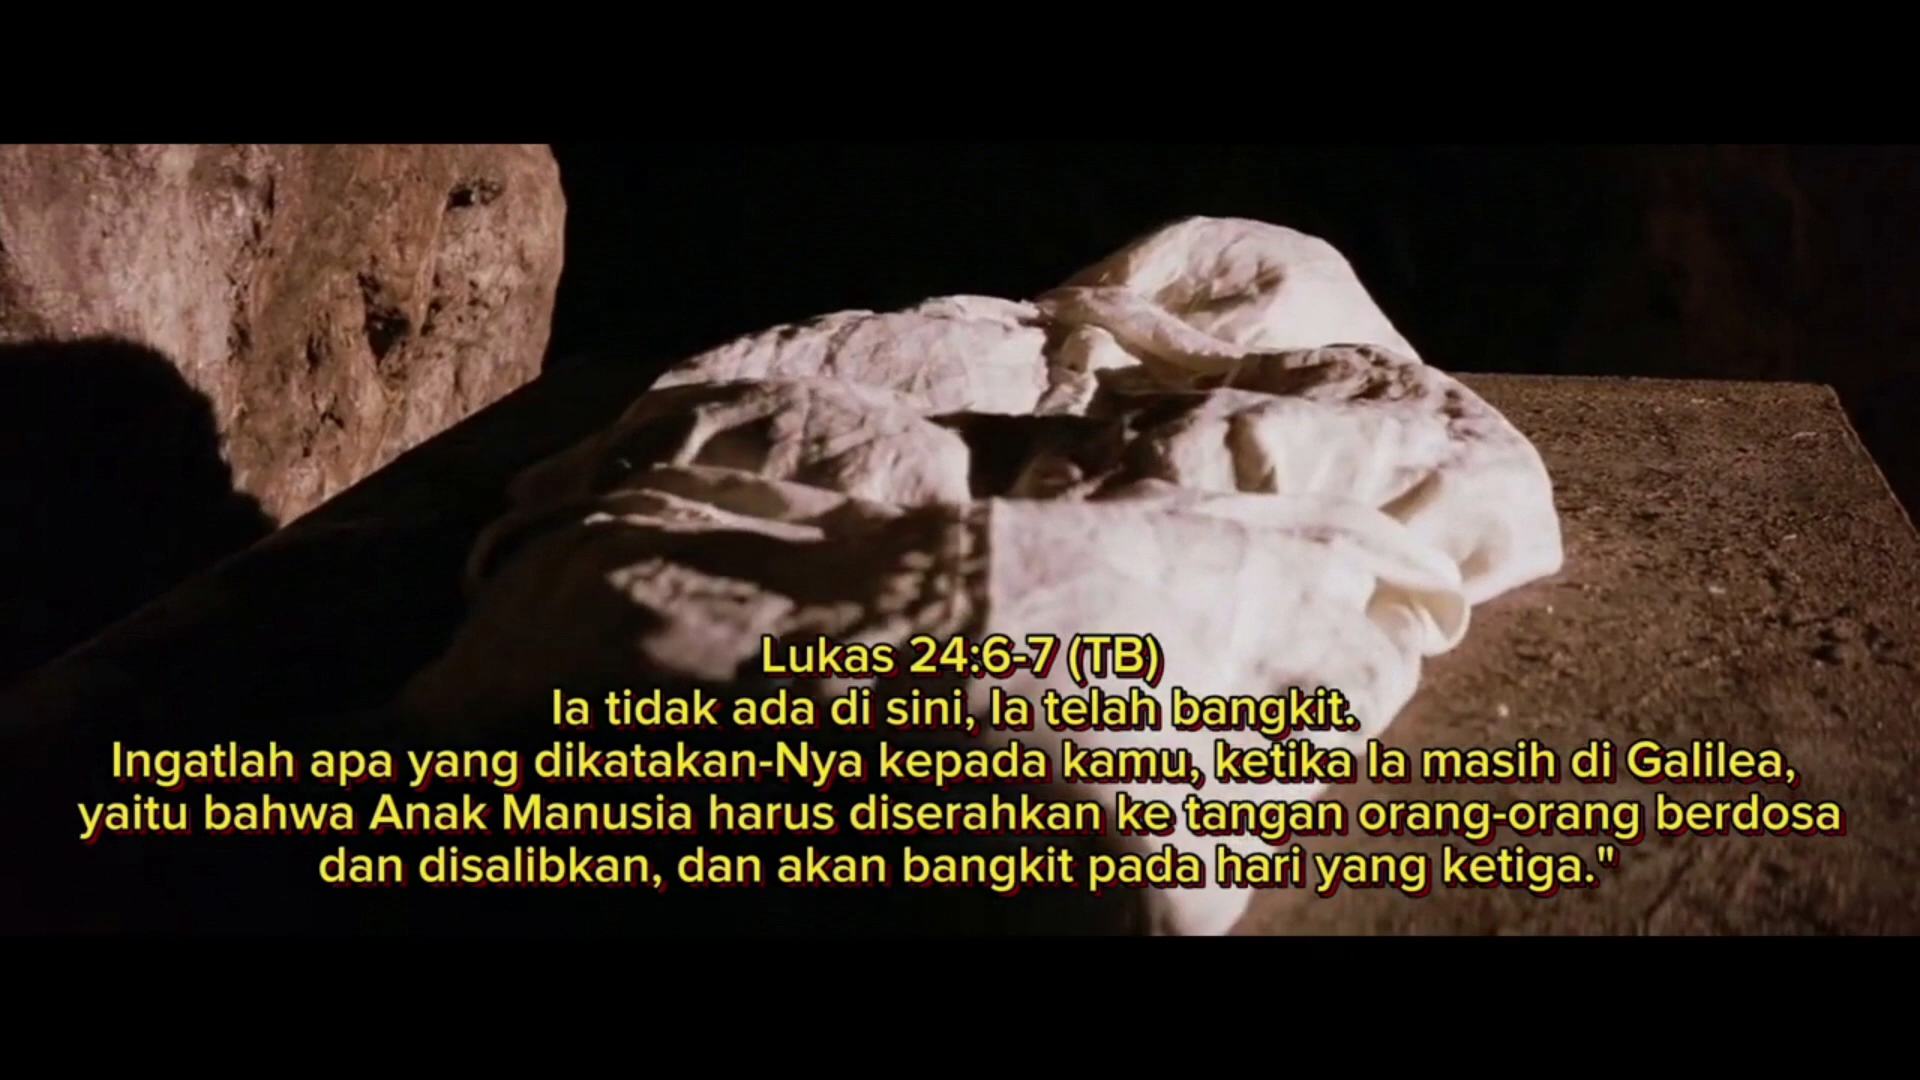 Lukas 24:6-7 (TB)
Ia tidak ada di sini, Ia telah bangkit.
Ingatlah apa yang dikatakan-Nya kepada kamu, ketika Ia masih di Galilea,
yaitu bahwa Anak Manusia harus diserahkan ke tangan orang-orang berdosa
dan disalibkan, dan akan bangkit pada hari yang ketiga."